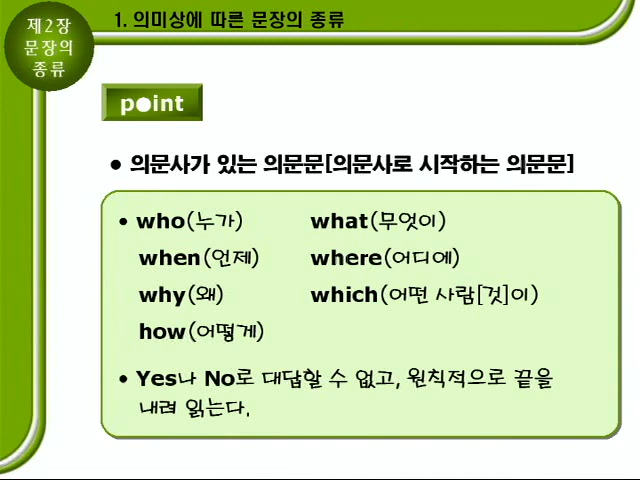 제2장
문장의
종류
1. 의미상에 따른 문장의 종류
point
● 의문사가 있는 의문문[의문사로 시작하는 의문문]
• who(누가) what(무엇이)
when(언제) where(어디에)
why(왜) which(어떤 사람[것]이)
how(어떻게)
• Yes나 No로 대답할 수 없고, 원칙적으로 끝을
내려 읽는다.